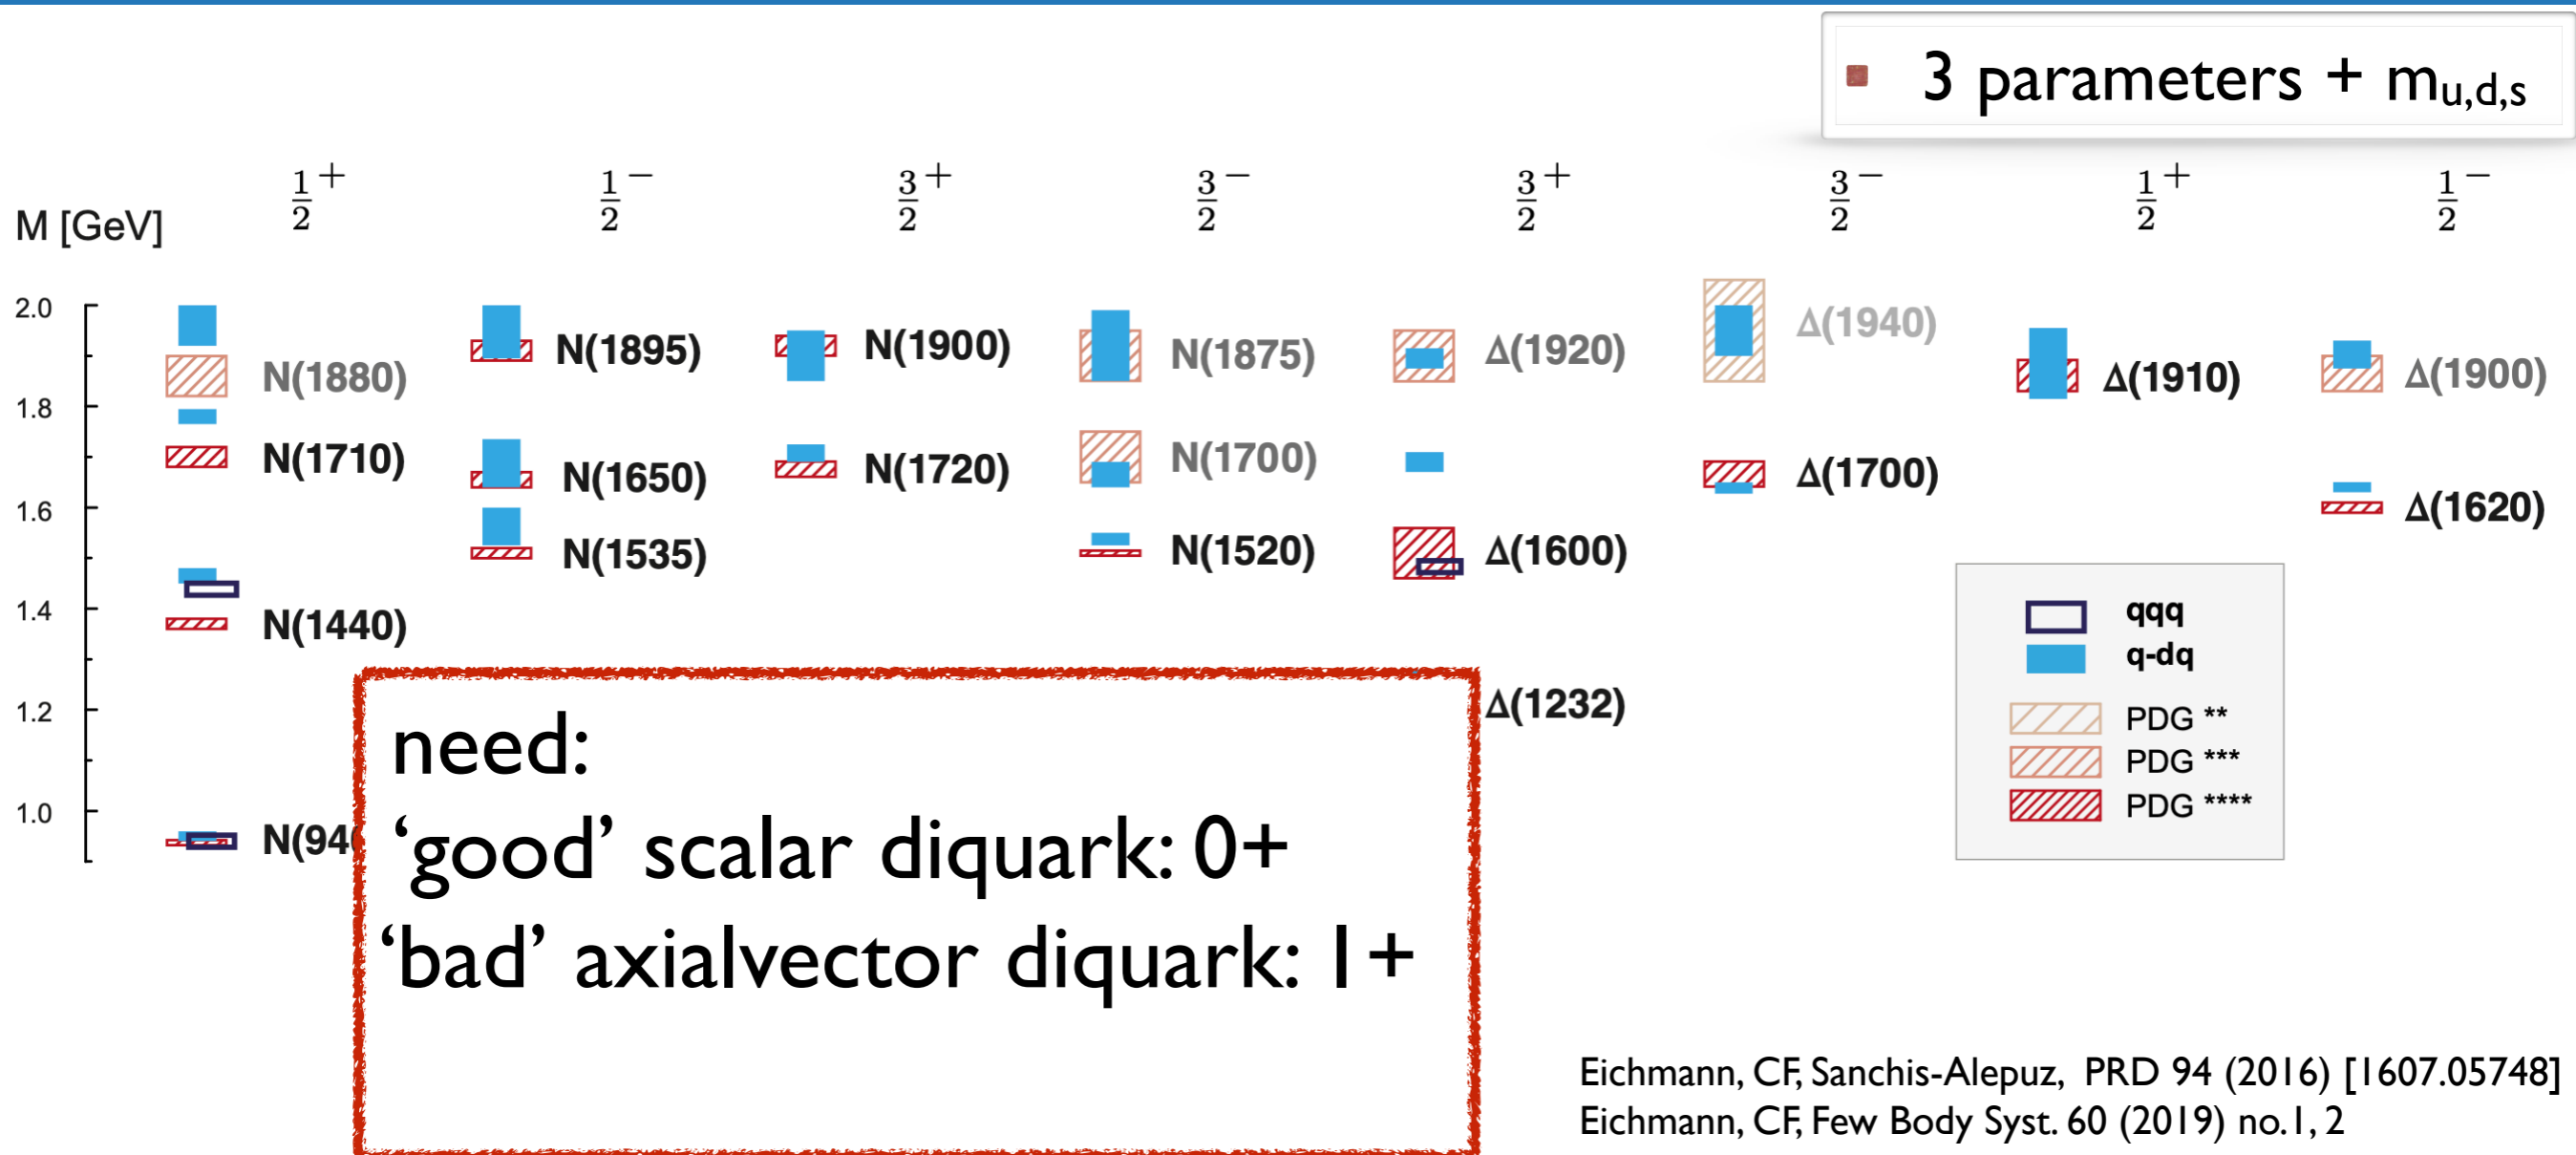 3 parameters + mu,d,s
1/2+ 1/2− 3/2+ 3/2− 3/2+ 3/2− 1/2+ 1/2−
M [GeV]
2.0
1.8
1.6
1.4
1.2
1.0
N(1880)
N(1710)
N(1440)
N(940
N(1895)
N(1650)
N(1535)
N(1900)
N(1720)
N(1875)
N(1700)
N(1520)
Δ(1920)
Δ(1600)
Δ(1232)
Δ(1940)
Δ(1700)
Δ(1910)
Δ(1900)
Δ(1620)
qqq
q-dq
PDG **
PDG ***
PDG ****
need:
‘good’ scalar diquark: 0+
‘bad’ axialvector diquark: 1+
Eichmann, CF, Sanchis-Alepuz, PRD 94 (2016) [1607.05748]
Eichmann, CF, Few Body Syst. 60 (2019) no.1, 2